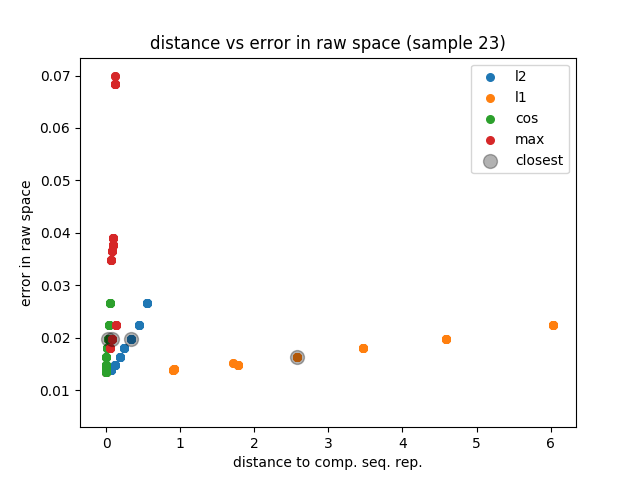 distance vs error in raw space (sample 23)
error in raw space
0.07
0.06
0.05
0.04
0.03
0.02
0.01
l2
l1
cos
max
closest
0 1 2 3 4 5 6
distance to comp. seq. rep.